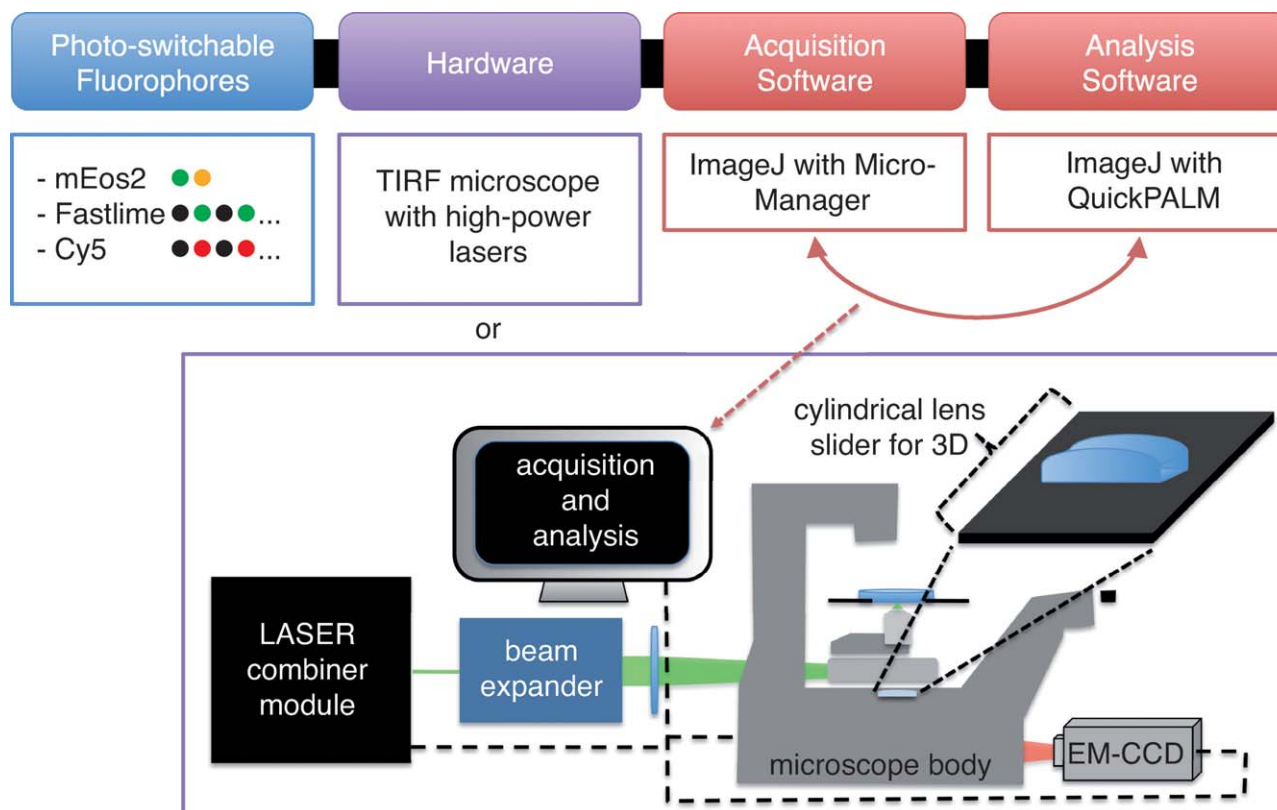 Photo-switchable
Fluorophores
Hardware
Acquisition
Software
Analysis
Software
- mEos2
- Fastlime ...
- Cy5 ...
TIRF microscope
with high-power
lasers
ImageJ with Micro-
Manager
ImageJ with
QuickPALM
or
cylindrical lens
slider for 3D
acquisition
and
analysis
LASER
combiner
module
beam
expander
microscope body
EM-CCD